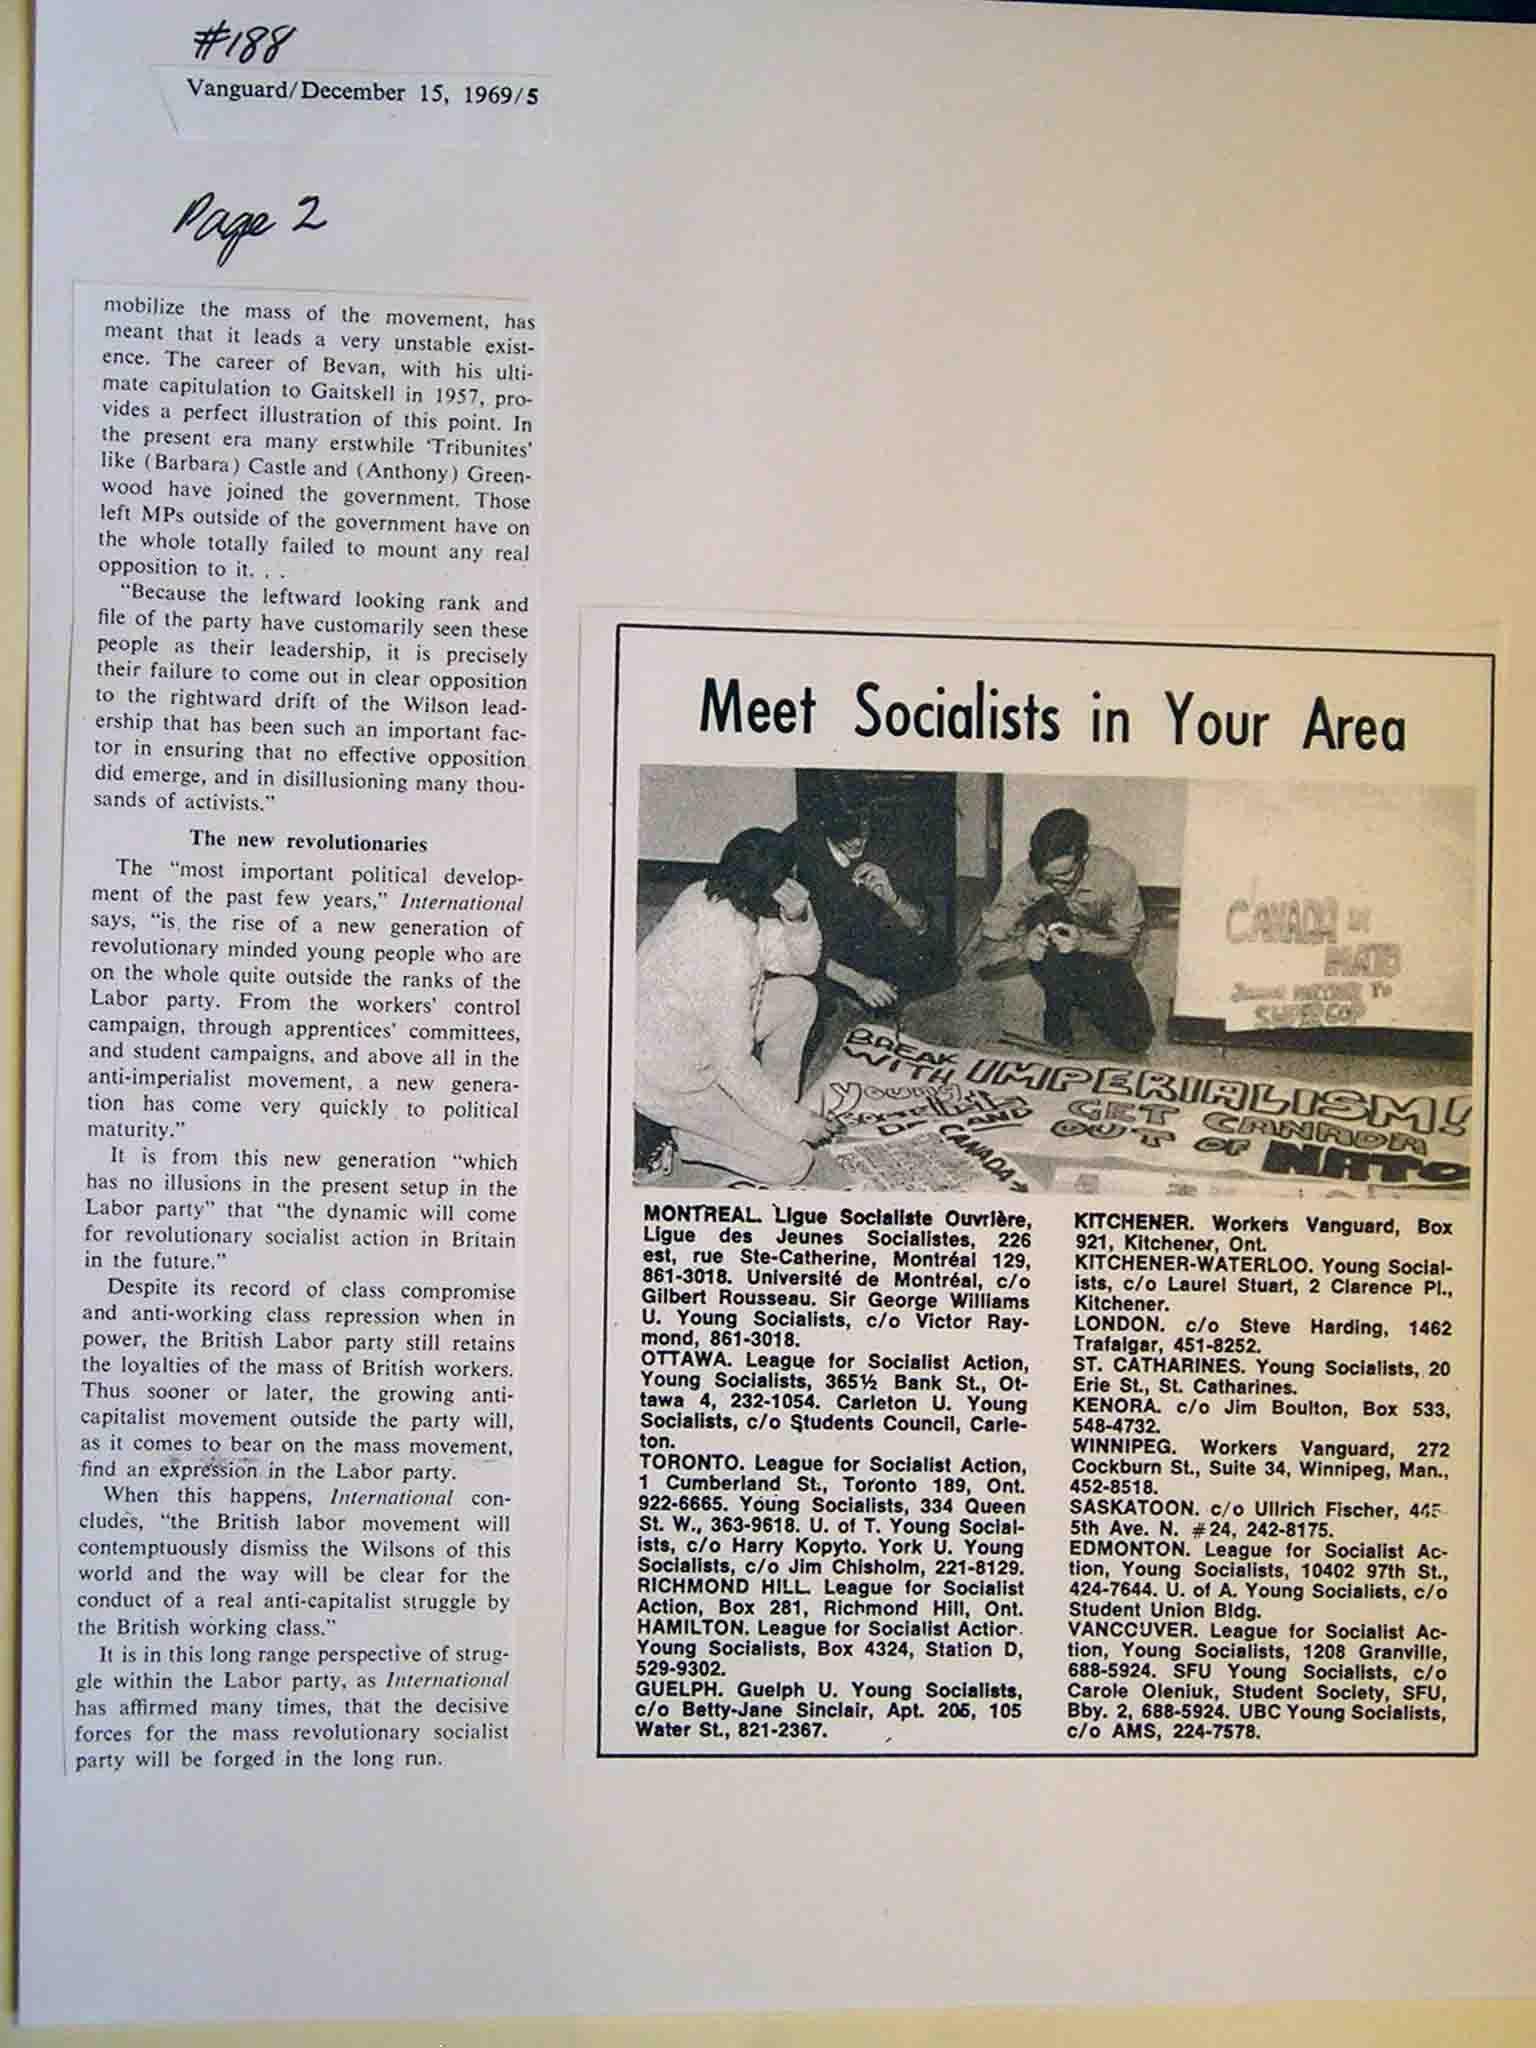 #188
Vanguard/December 15, 1969/5
Page 2
mobilize the mass of the movement, has
meant that it leads a very unstable exist-
ence. The career of Bevan, with his ulti-
mate capitulation to Gaitskell in 1957, pro-
vides a perfect illustration of this point. In
the present era many erstwhile ‘Tribunites’
like (Barbara) Castle and (Anthony) Green-
wood have joined the government. Those
left MPs outside of the government have on
the whole totally failed to mount any real
opposition to it. . .
“Because the leftward looking rank and
file of the party have customarily seen these
people as their leadership, it is precisely
their failure to come out in clear opposition
to the rightward drift of the Wilson lead-
ership that has been such an important fac-
tor in ensuring that no effective opposition
did emerge, and in disillusioning many thou-
sands of activists.”
The new revolutionaries
The “most important political develop-
ment of the past few years,” International
says, “is the rise of a new generation of
revolutionary minded young people who are
on the whole quite outside the ranks of the
Labor party. From the workers’ control
campaign, through apprentices’ committees,
and student campaigns, and above all in the
anti-imperialist movement, a new genera-
tion has come very quickly to political
maturity.”
It is from this new generation “which
has no illusions in the present setup in the
Labor party” that “the dynamic will come
for revolutionary socialist action in Britain
in the future.”
Despite its record of class compromise
and anti-working class repression when in
power, the British Labor party still retains
the loyalties of the mass of British workers.
Thus sooner or later, the growing anti-
capitalist movement outside the party will,
as it comes to bear on the mass movement,
find an expression in the Labor party.
When this happens, International con-
cludes, “the British labor movement will
contemptuously dismiss the Wilsons of this
world and the way will be clear for the
conduct of a real anti-capitalist struggle by
the British working class.”
It is in this long range perspective of strug-
gle within the Labor party, as International
has affirmed many times, that the decisive
forces for the mass revolutionary socialist
party will be forged in the long run.
Meet Socialists in Your Area
CANADA in
NATO
TO
SUPERCOP
BREAK
WITH IMPERIALISM!
GET CANADA
OUT OF NATO
YOUNG
CANADA
MONTREAL. Ligue Socialiste Ouvrière,
Ligue des Jeunes Socialistes, 226
est, rue Ste-Catherine, Montréal 129,
861-3018. Université de Montréal, c/o
Gilbert Rousseau. Sir George Williams
U. Young Socialists, c/o Victor Ray-
mond, 861-3018.
OTTAWA. League for Socialist Action,
Young Socialists, 365½ Bank St., Ot-
tawa 4, 232-1054. Carleton U. Young
Socialists, c/o Students Council, Carle-
ton.
TORONTO. League for Socialist Action,
1 Cumberland St., Toronto 189, Ont.
922-6665. Young Socialists, 334 Queen
St. W., 363-9618. U. of T. Young Social-
ists, c/o Harry Kopyto. York U. Young
Socialists, c/o Jim Chisholm, 221-8129.
RICHMOND HILL. League for Socialist
Action, Box 281, Richmond Hill, Ont.
HAMILTON. League for Socialist Action.
Young Socialists, Box 4324, Station D,
529-9302.
GUELPH. Guelph U. Young Socialists,
c/o Betty-Jane Sinclair, Apt. 206, 105
Water St., 821-2367.
KITCHENER. Workers Vanguard, Box
921, Kitchener, Ont.
KITCHENER-WATERLOO. Young Social-
ists, c/o Laurel Stuart, 2 Clarence Pl.,
Kitchener.
LONDON. c/o Steve Harding, 1462
Trafalgar, 451-8252.
ST. CATHARINES. Young Socialists, 20
Erie St., St. Catharines.
KENORA. c/o Jim Boulton, Box 533,
548-4732.
WINNIPEG. Workers Vanguard, 272
Cockburn St., Suite 34, Winnipeg, Man.,
452-8518.
SASKATOON. c/o Ullrich Fischer, 445
5th Ave. N. #24, 242-8175.
EDMONTON. League for Socialist Ac-
tion, Young Socialists, 10402 97th St.,
424-7644. U. of A. Young Socialists, c/o
Student Union Bldg.
VANCOUVER. League for Socialist Ac-
tion, Young Socialists, 1208 Granville,
688-5924. SFU Young Socialists, c/o
Carole Oleniuk, Student Society, SFU,
Bby. 2, 688-5924. UBC Young Socialists,
c/o AMS, 224-7578.